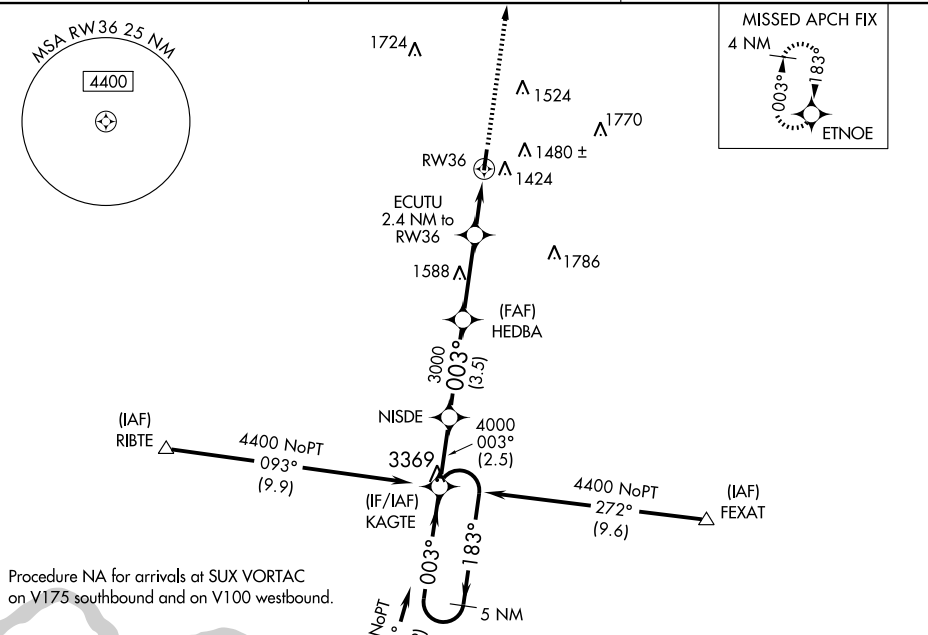 MSA RW36 25 NM
4400
1724
1524
1770
1480 ±
1424
RW36
MISSED APCH FIX
4 NM
003°
183°
ETNOE
ECUTU
2.4 NM to
RW36
1588
1786
(FAF)
HEDBA
3000
003°
(3.5)
NISDE
4000
003°
(2.5)
(IAF)
RIBTE
4400 NoPT
093°
(9.9)
3369
(IF/IAF)
KAGTE
4400 NoPT
272°
(9.6)
(IAF)
FEXAT
003°
183°
5 NM
NoPT
Procedure NA for arrivals at SUX VORTAC
on V175 southbound and on V100 westbound.